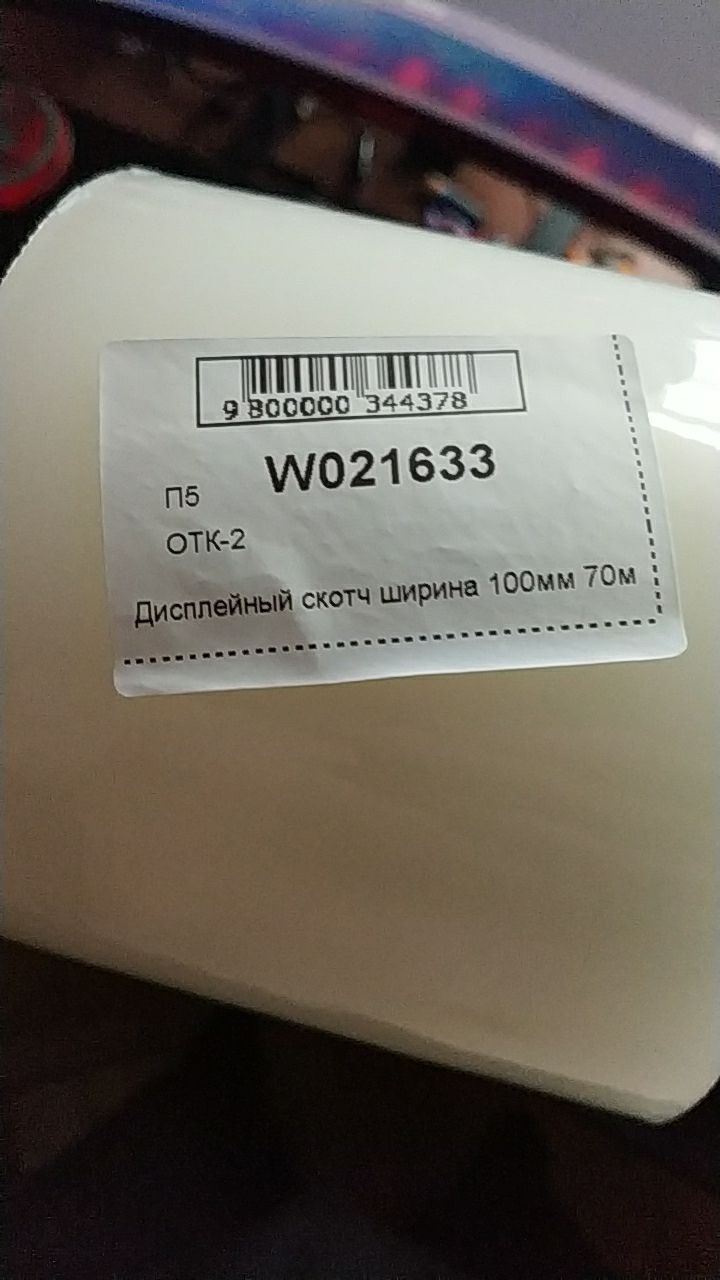 9 800000 344378
W021633
П5
ОТК-2
Дисплейный скотч ширина 100мм 70м